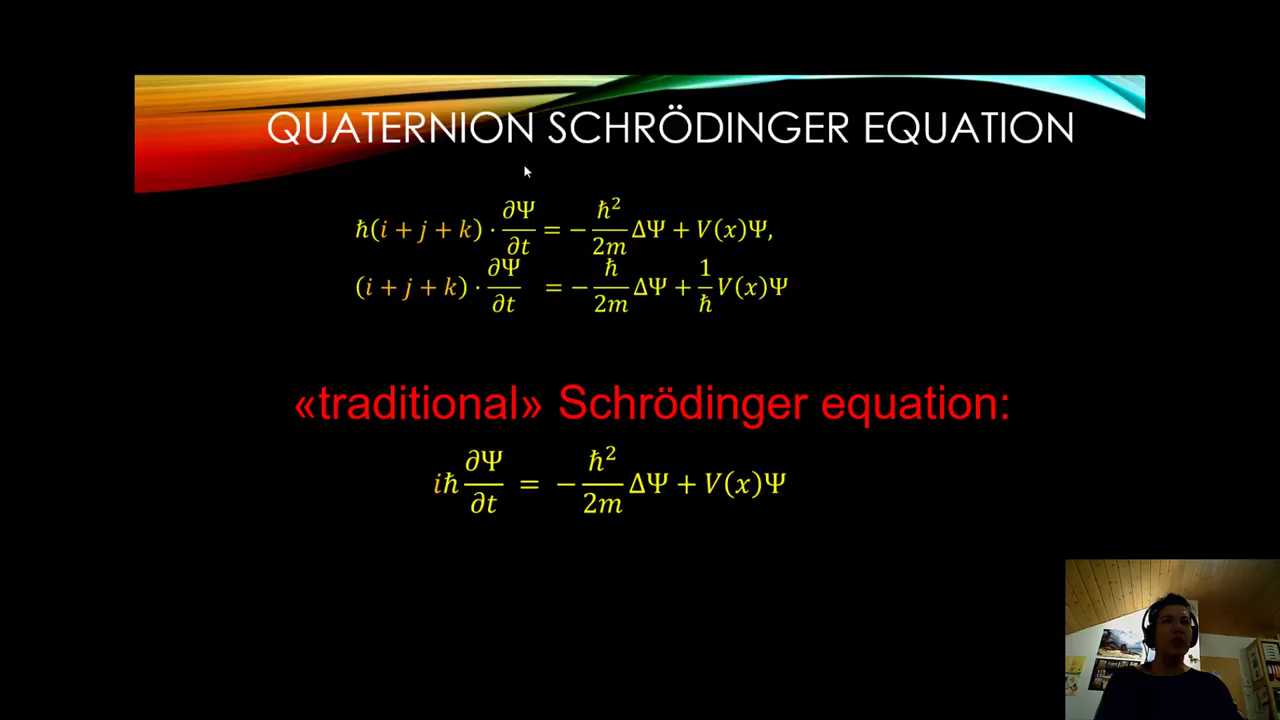 QUATERNION SCHRÖDINGER EQUATION
ℏ(i + j + k) · ∂Ψ/∂t = − ℏ²/2m ΔΨ + V(x)Ψ,
(i + j + k) · ∂Ψ/∂t = − ℏ/2m ΔΨ + 1/ℏ V(x)Ψ
«traditional» Schrödinger equation:
iℏ ∂Ψ/∂t = − ℏ²/2m ΔΨ + V(x)Ψ